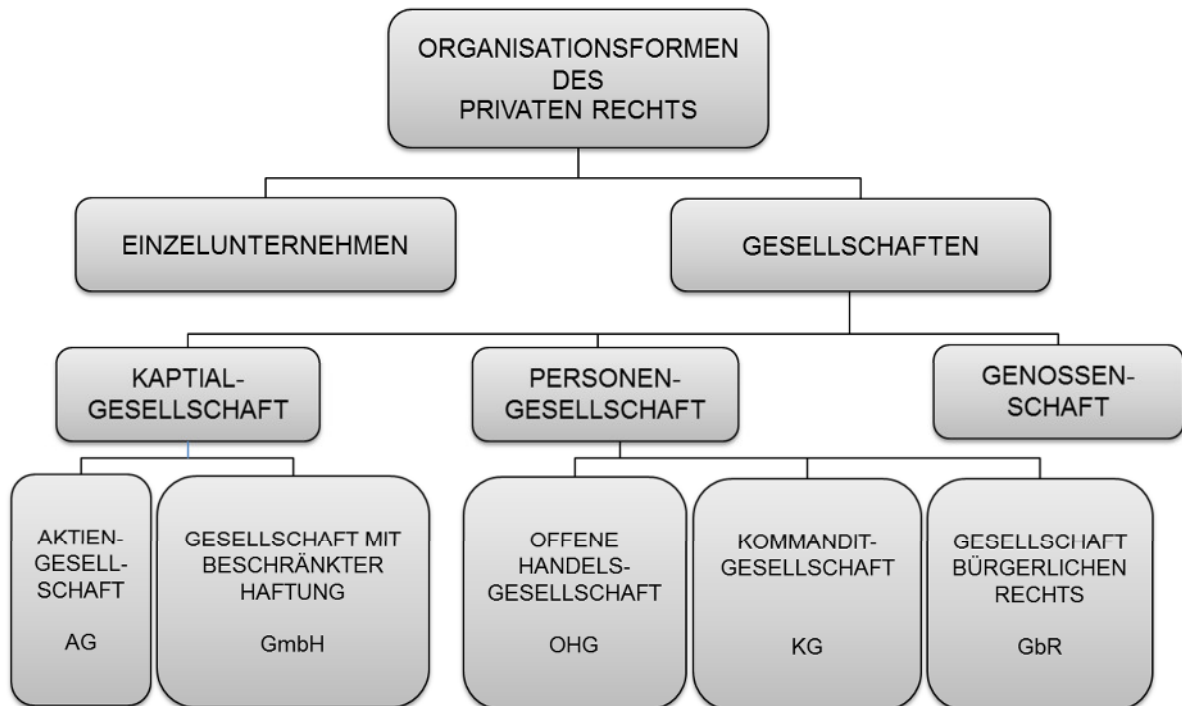 ORGANISATIONSFORMEN
DES
PRIVATEN RECHTS
EINZELUNTERNEHMEN
GESELLSCHAFTEN
KAPTIAL-
GESELLSCHAFT
PERSONEN-
GESELLSCHAFT
GENOSSEN-
SCHAFT
AKTIEN-
GESELL-
SCHAFT
AG
GESELLSCHAFT MIT
BESCHRÄNKTER
HAFTUNG
GmbH
OFFENE
HANDELS-
GESELLSCHAFT
OHG
KOMMANDIT-
GESELLSCHAFT
KG
GESELLSCHAFT
BÜRGERLICHEN
RECHTS
GbR